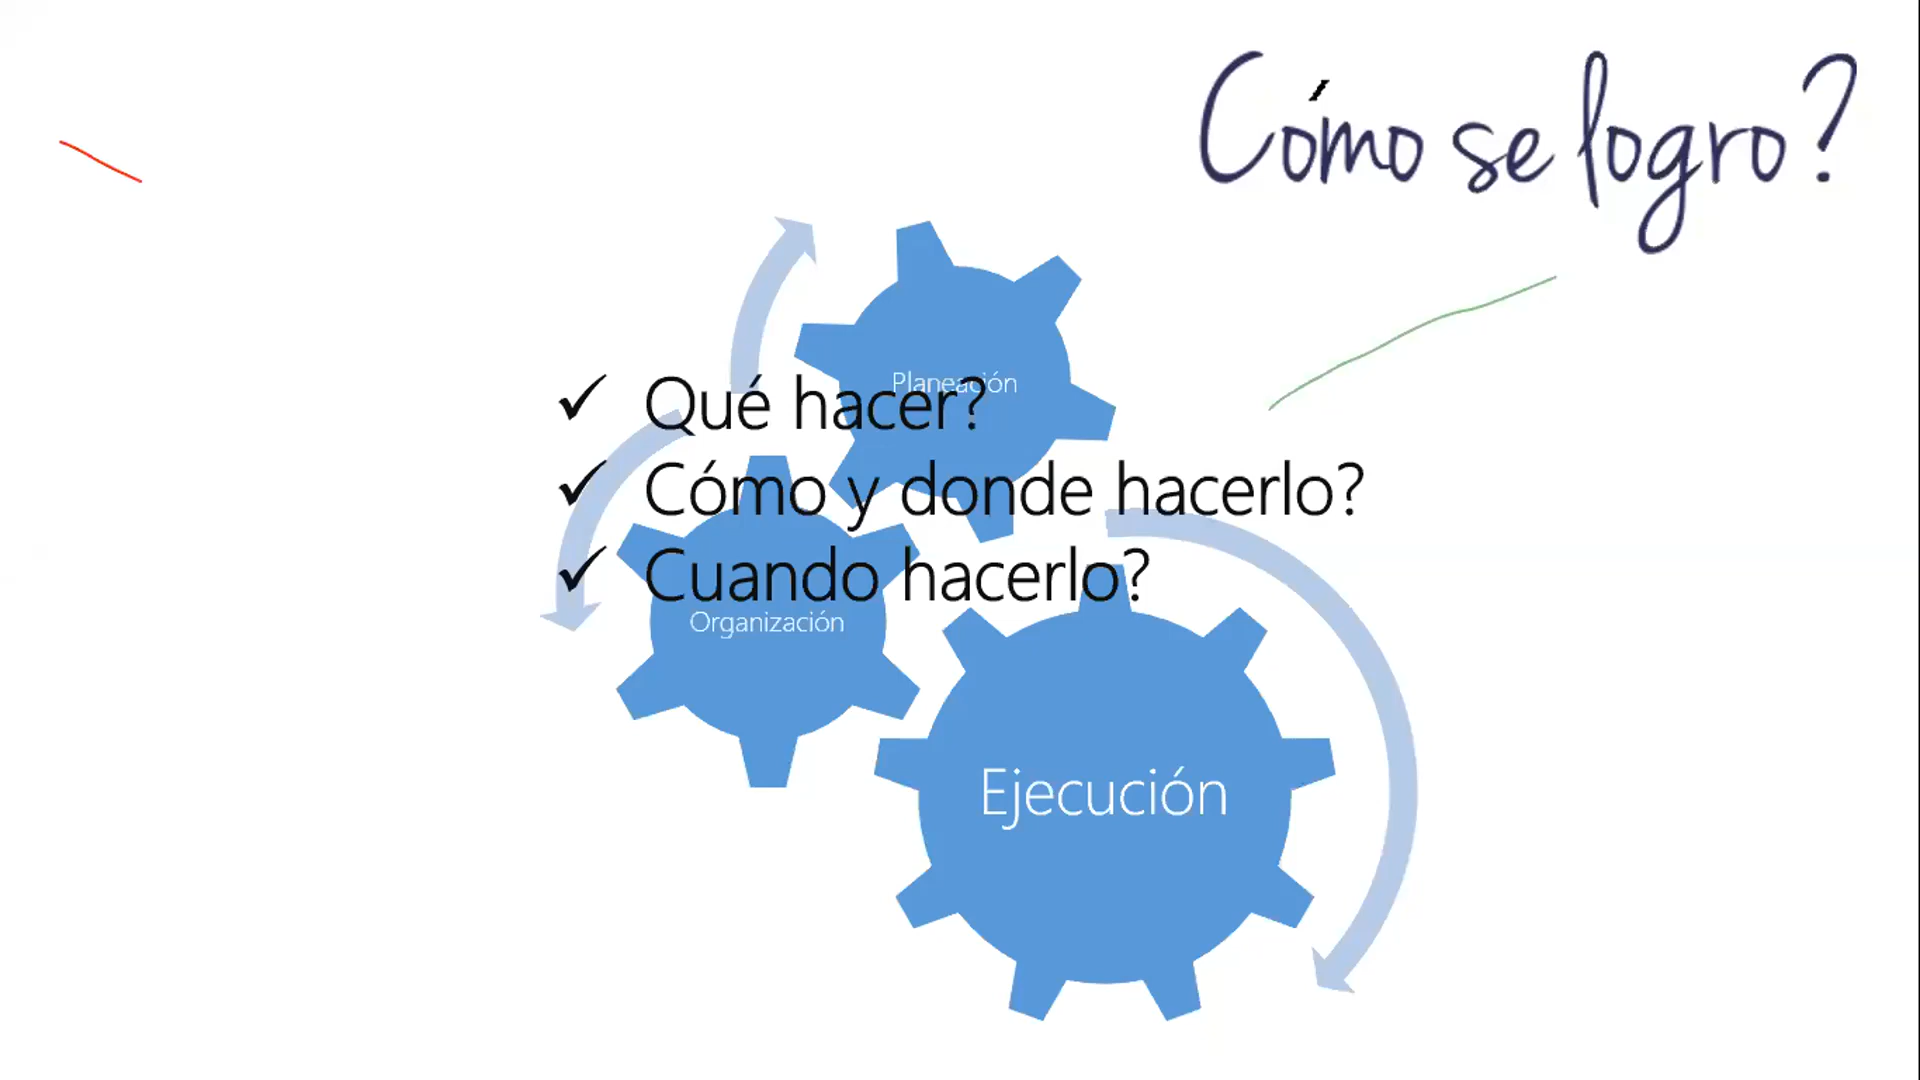 Cómo se logro?
Planeación
✓ Qué hacer?
✓ Cómo y donde hacerlo?
✓ Cuando hacerlo?
Organización
Ejecución